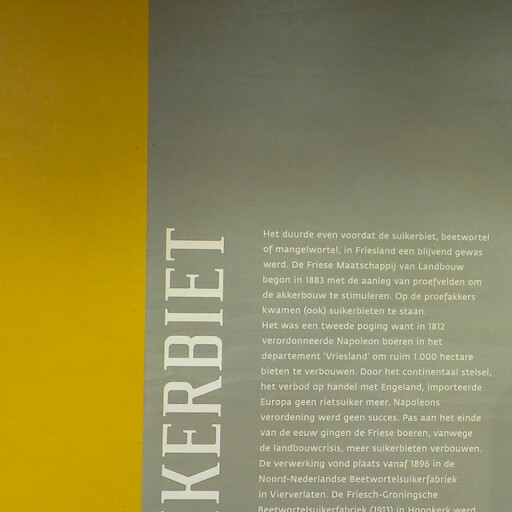 KERBIET
Het duurde even voordat de suikerbiet, beetwortel
of mangelwortel, in Friesland een blijvend gewas
werd. De Friese Maatschappij van Landbouw
begon in 1883 met de aanleg van proefvelden om
de akkerbouw te stimuleren. Op de proefakkers
kwamen (ook) suikerbieten te staan.
Het was een tweede poging want in 1812
verordonneerde Napoleon boeren in het
departement 'Vriesland' om ruim 1.000 hectare
bieten te verbouwen. Door het continentaal stelsel,
het verbod op handel met Engeland, importeerde
Europa geen rietsuiker meer. Napoleons
verordening werd geen succes. Pas aan het einde
van de eeuw gingen de Friese boeren, vanwege
de landbouwcrisis, meer suikerbieten verbouwen.
De verwerking vond plaats vanaf 1896 in de
Noord-Nederlandse Beetwortelsuikerfabriek
in Vierverlaten. De Friesch-Groningsche
Beetwortelsuikerfabriek (1913) in Hoogkerk werd